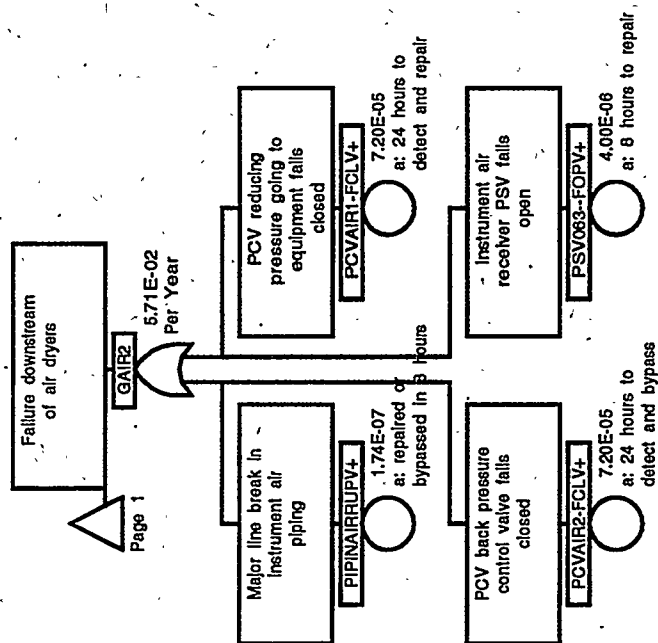 Failure downstream
of air dryers
GAIR2
5.71E-02
Per Year
Page 1
Major line break in
instrument air
piping
PIPINAIRRUPV+
1.74E-07
a: repaired or
bypassed in 8 hours
PCV reducing
pressure going to
equipment fails
closed
PCVAIR1-FCLV+
7.20E-05
a: 24 hours to
detect and repair
PCV back pressure
control valve fails
closed
PCVAIR2-FCLV+
7.20E-05
a: 24 hours to
detect and bypass
Instrument air
receiver PSV fails
open
PSV063--FOPV+
4.00E-06
a: 8 hours to repair